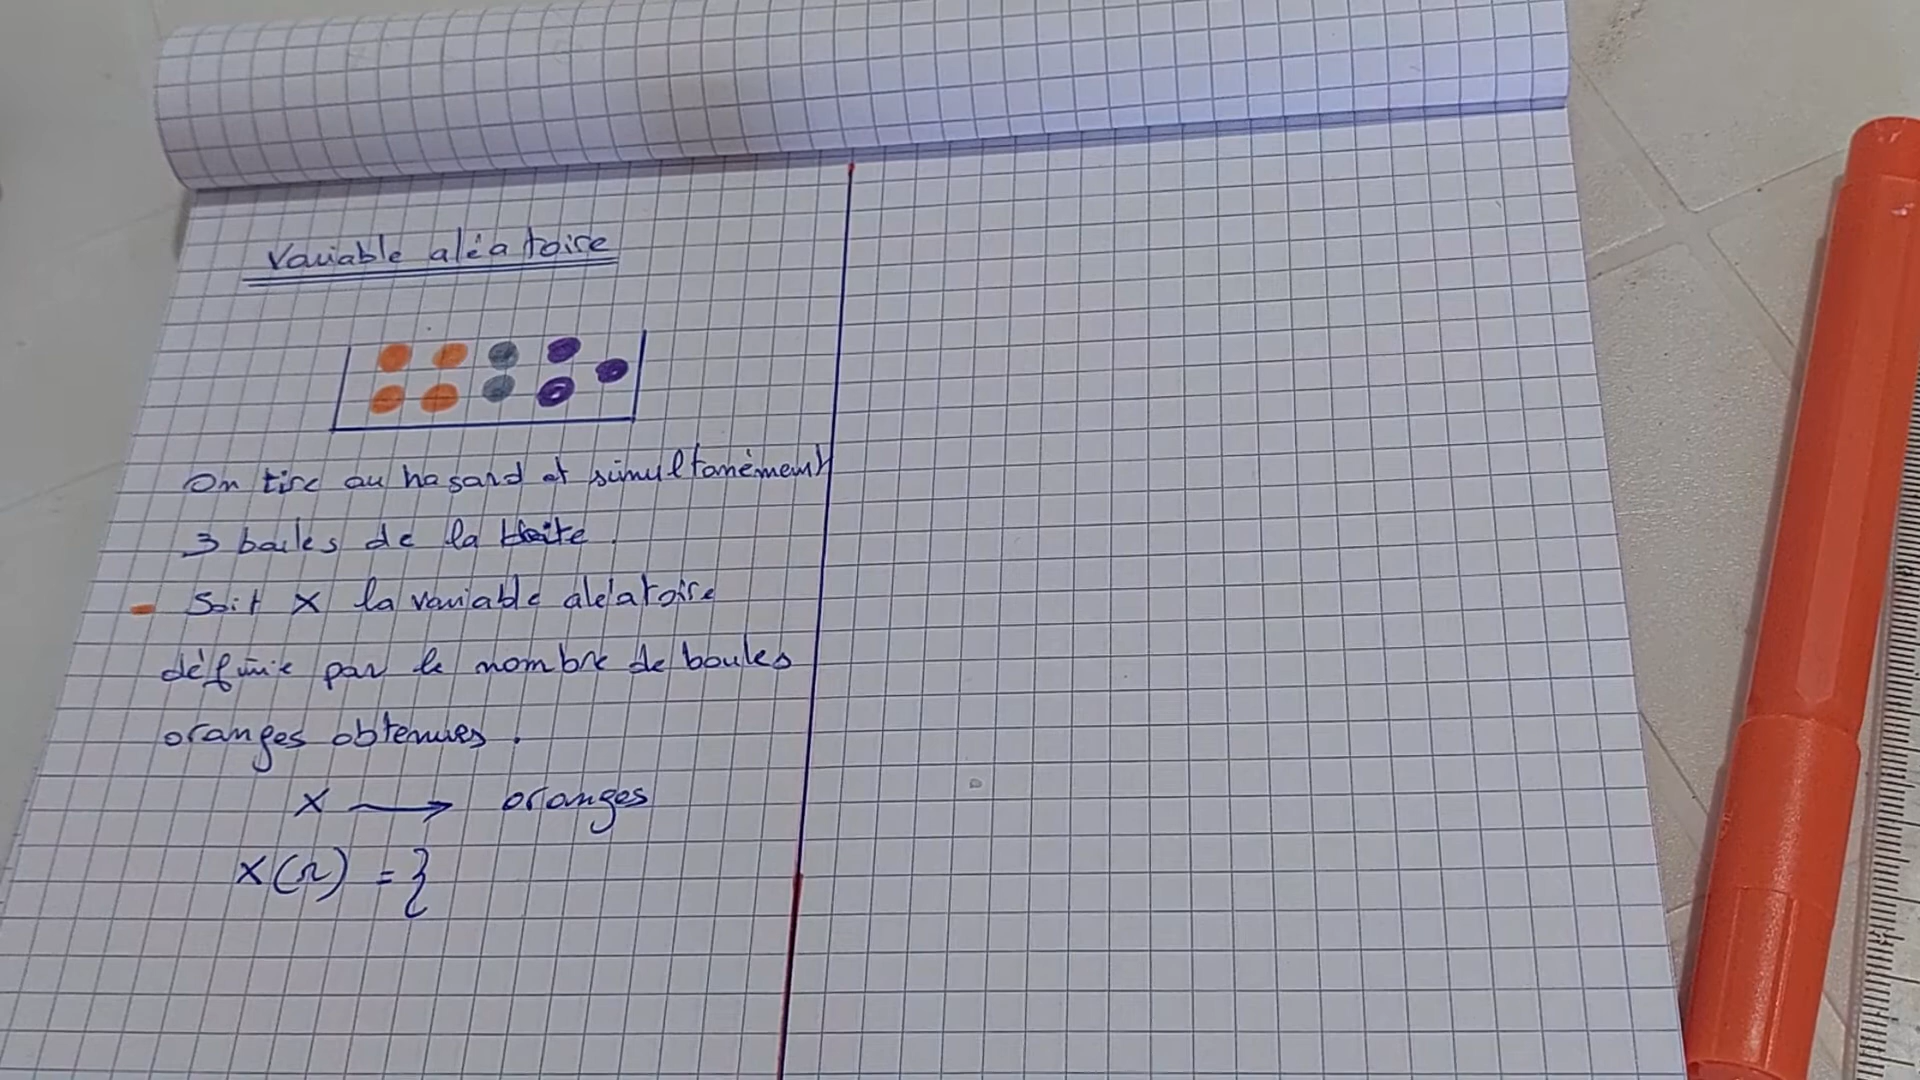 Variable aléatoire
On tire au hasard et simultanément
3 boules de la boite.
- Soit X la variable aléatoire
définie par le nombre de boules
oranges obtenues.
X → oranges
X(Ω) = {